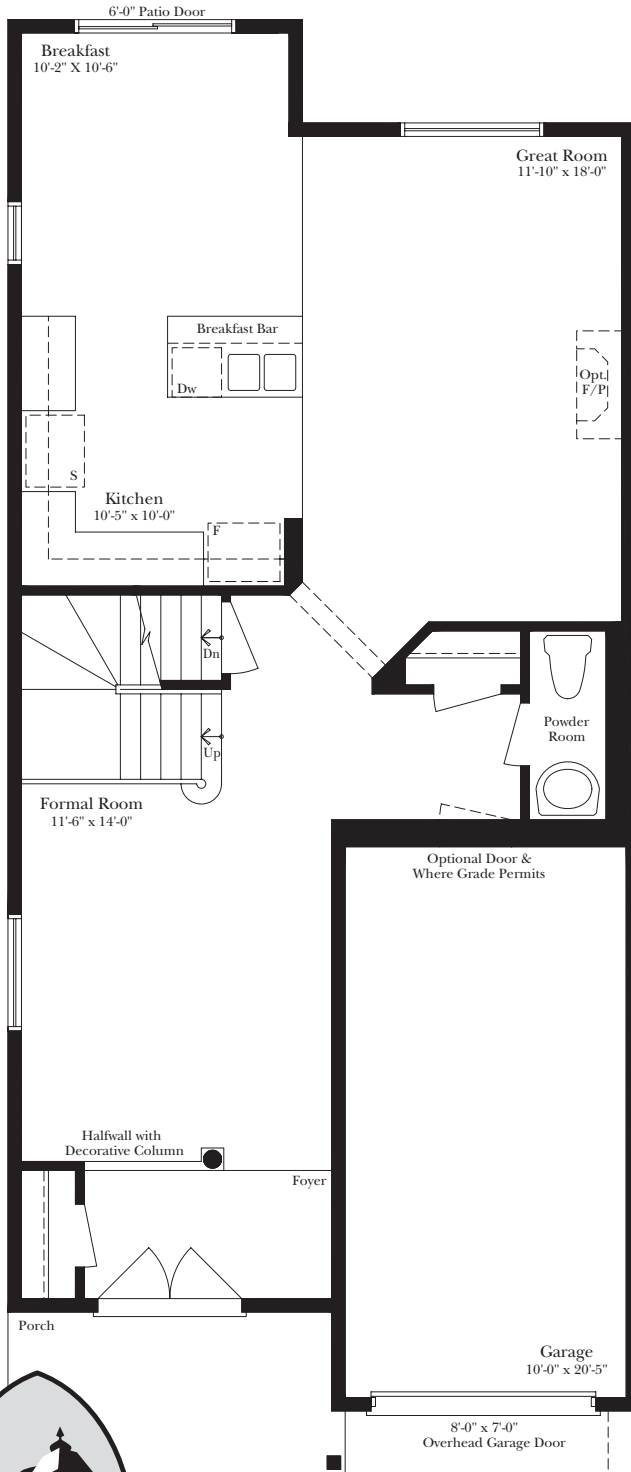 6'-0" Patio Door
Breakfast
10'-2" X 10'-6"
Great Room
11'-10" x 18'-0"
Breakfast Bar
Dw
Opt.
F/P
S
Kitchen
10'-5" x 10'-0"
F
Dn
Up
Powder
Room
Formal Room
11'-6" x 14'-0"
Optional Door &
Where Grade Permits
Halfwall with
Decorative Column
Foyer
Porch
Garage
10'-0" x 20'-5"
8'-0" x 7'-0"
Overhead Garage Door